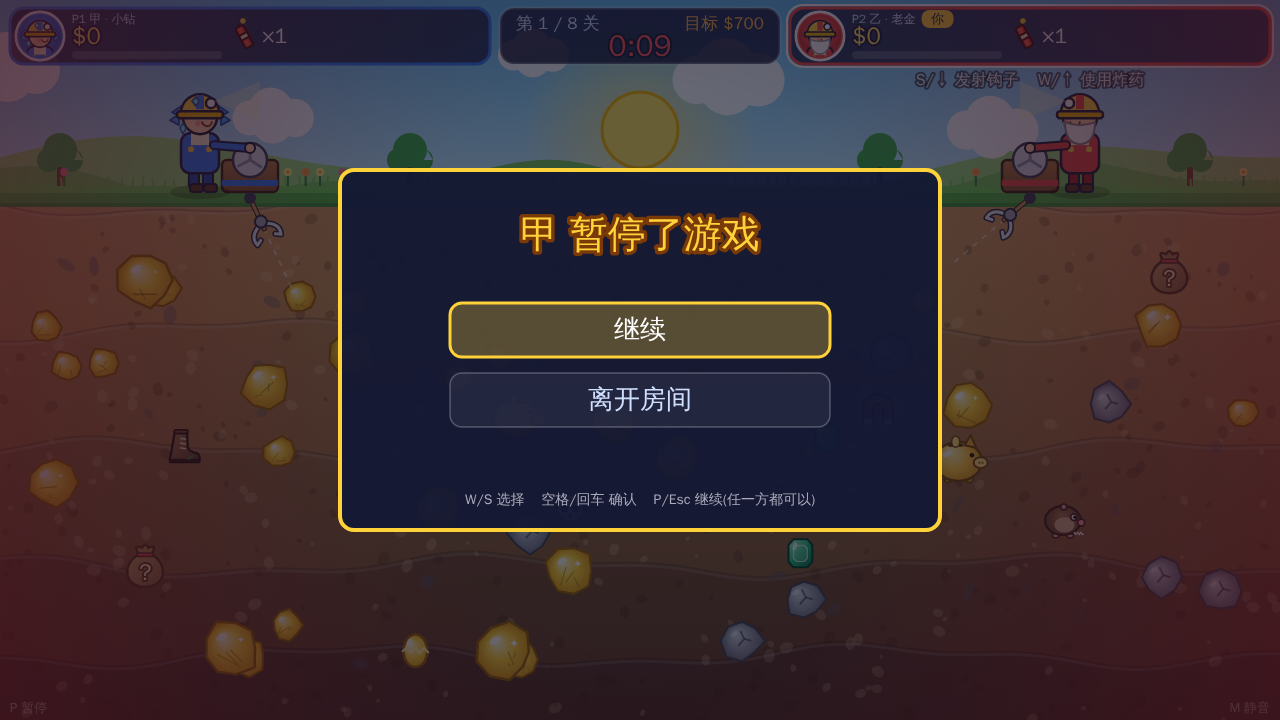 P1 甲 · 小钻
$0
×1
第 1 / 8 关
目标 $700
0:09
P2 乙 · 老金
你
$0
×1
S/↓ 发射钩子 W/↑ 使用炸药
甲 暂停了游戏
继续
离开房间
W/S 选择 空格/回车 确认 P/Esc 继续(任一方都可以)
?
?
P 暂停
M 静音